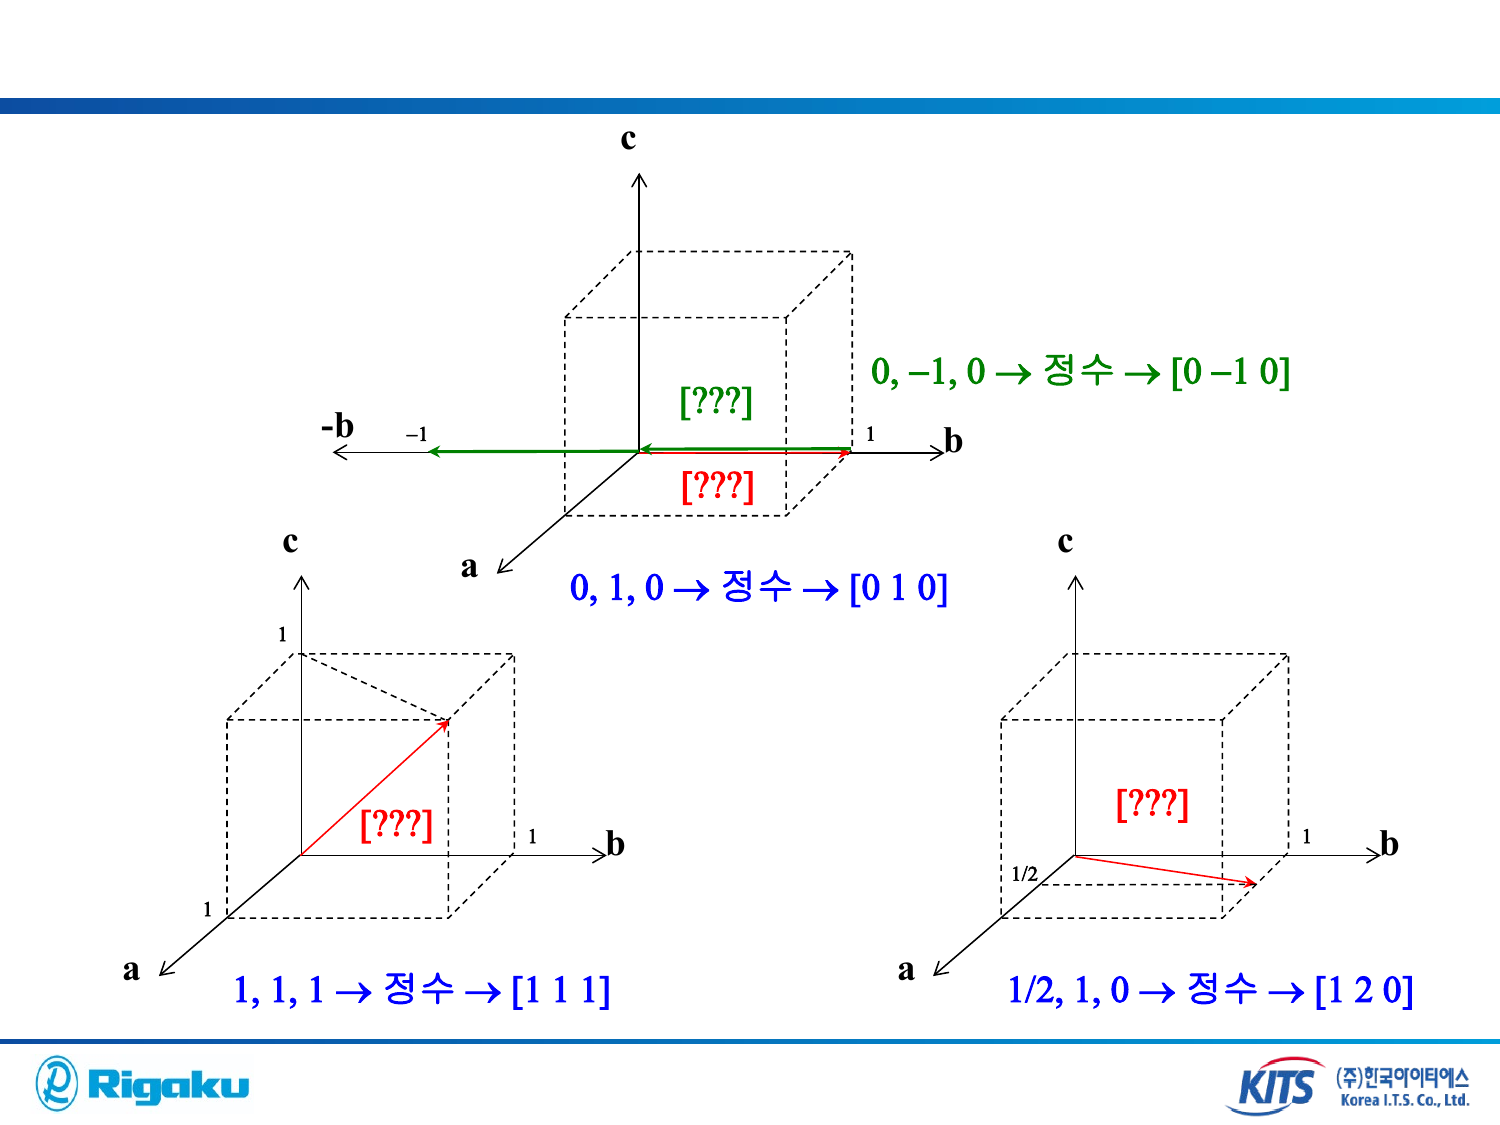 c
0, –1, 0 → 정수 → [0 –1 0]
[???]
-b
–1
1
b
[???]
a
0, 1, 0 → 정수 → [0 1 0]
c
1
[???]
1
b
1
a
1, 1, 1 → 정수 → [1 1 1]
c
[???]
1
b
1/2
a
1/2, 1, 0 → 정수 → [1 2 0]
Rigaku
KITS
(주)한국아이티에스
Korea I.T.S. Co., Ltd.